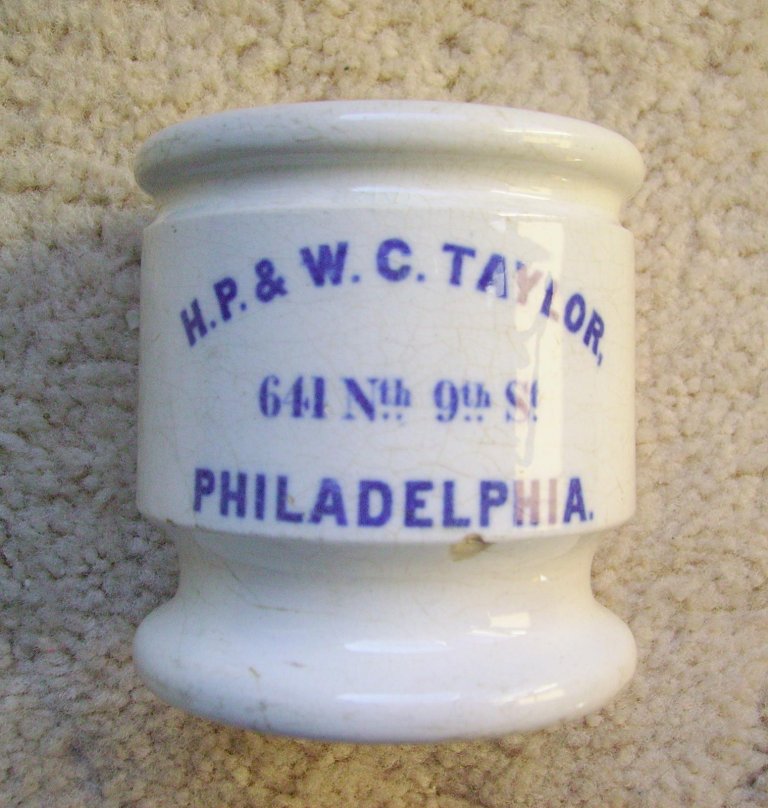 H.P. & W. C. TAYLOR,
641 Nth 9th St
PHILADELPHIA.